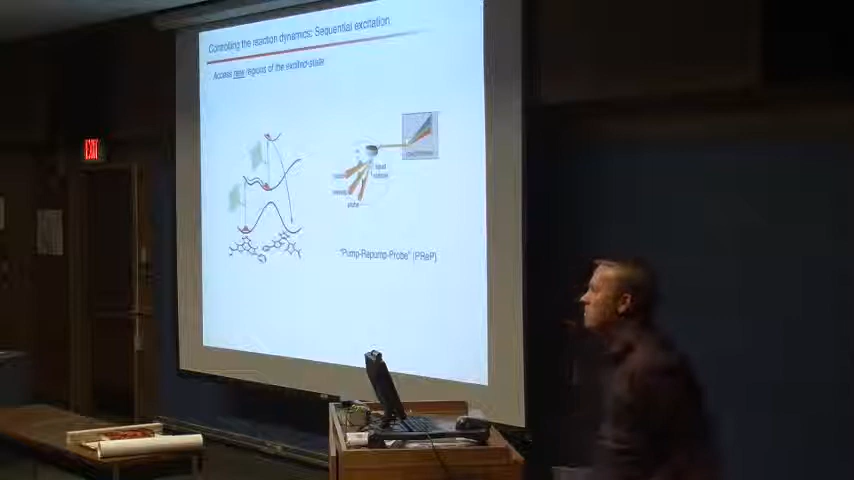 Controlling the reaction dynamics: Sequential excitation
Access new regions of the excited-state
"Pump-Repump-Probe" (PReP)
EXIT